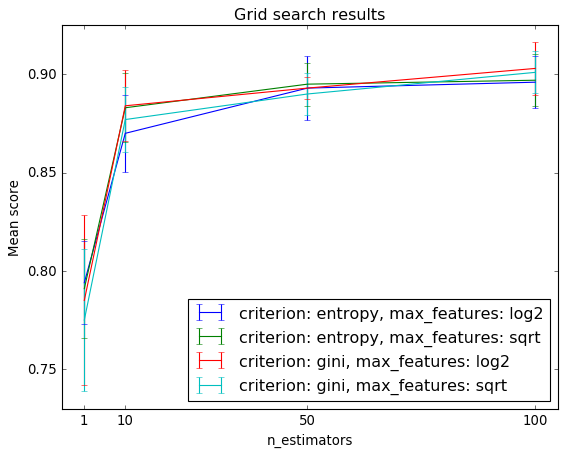 Grid search results
Mean score
0.90
0.85
0.80
0.75
criterion: entropy, max_features: log2
criterion: entropy, max_features: sqrt
criterion: gini, max_features: log2
criterion: gini, max_features: sqrt
1 10 50 100
n_estimators